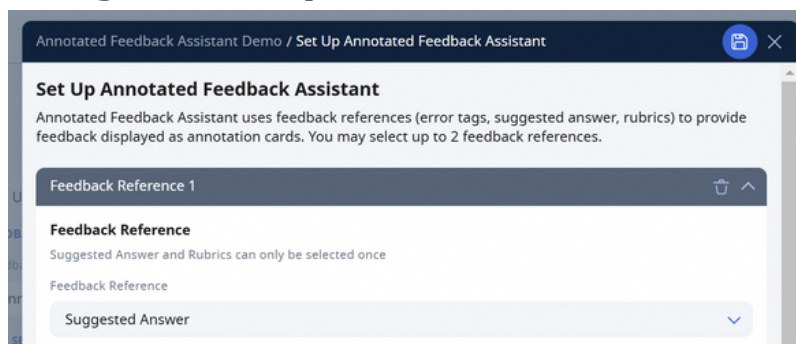 Annotated Feedback Assistant Demo / Set Up Annotated Feedback Assistant
Set Up Annotated Feedback Assistant
Annotated Feedback Assistant uses feedback references (error tags, suggested answer, rubrics) to provide
feedback displayed as annotation cards. You may select up to 2 feedback references.
Feedback Reference 1
Feedback Reference
Suggested Answer and Rubrics can only be selected once
Feedback Reference
Suggested Answer